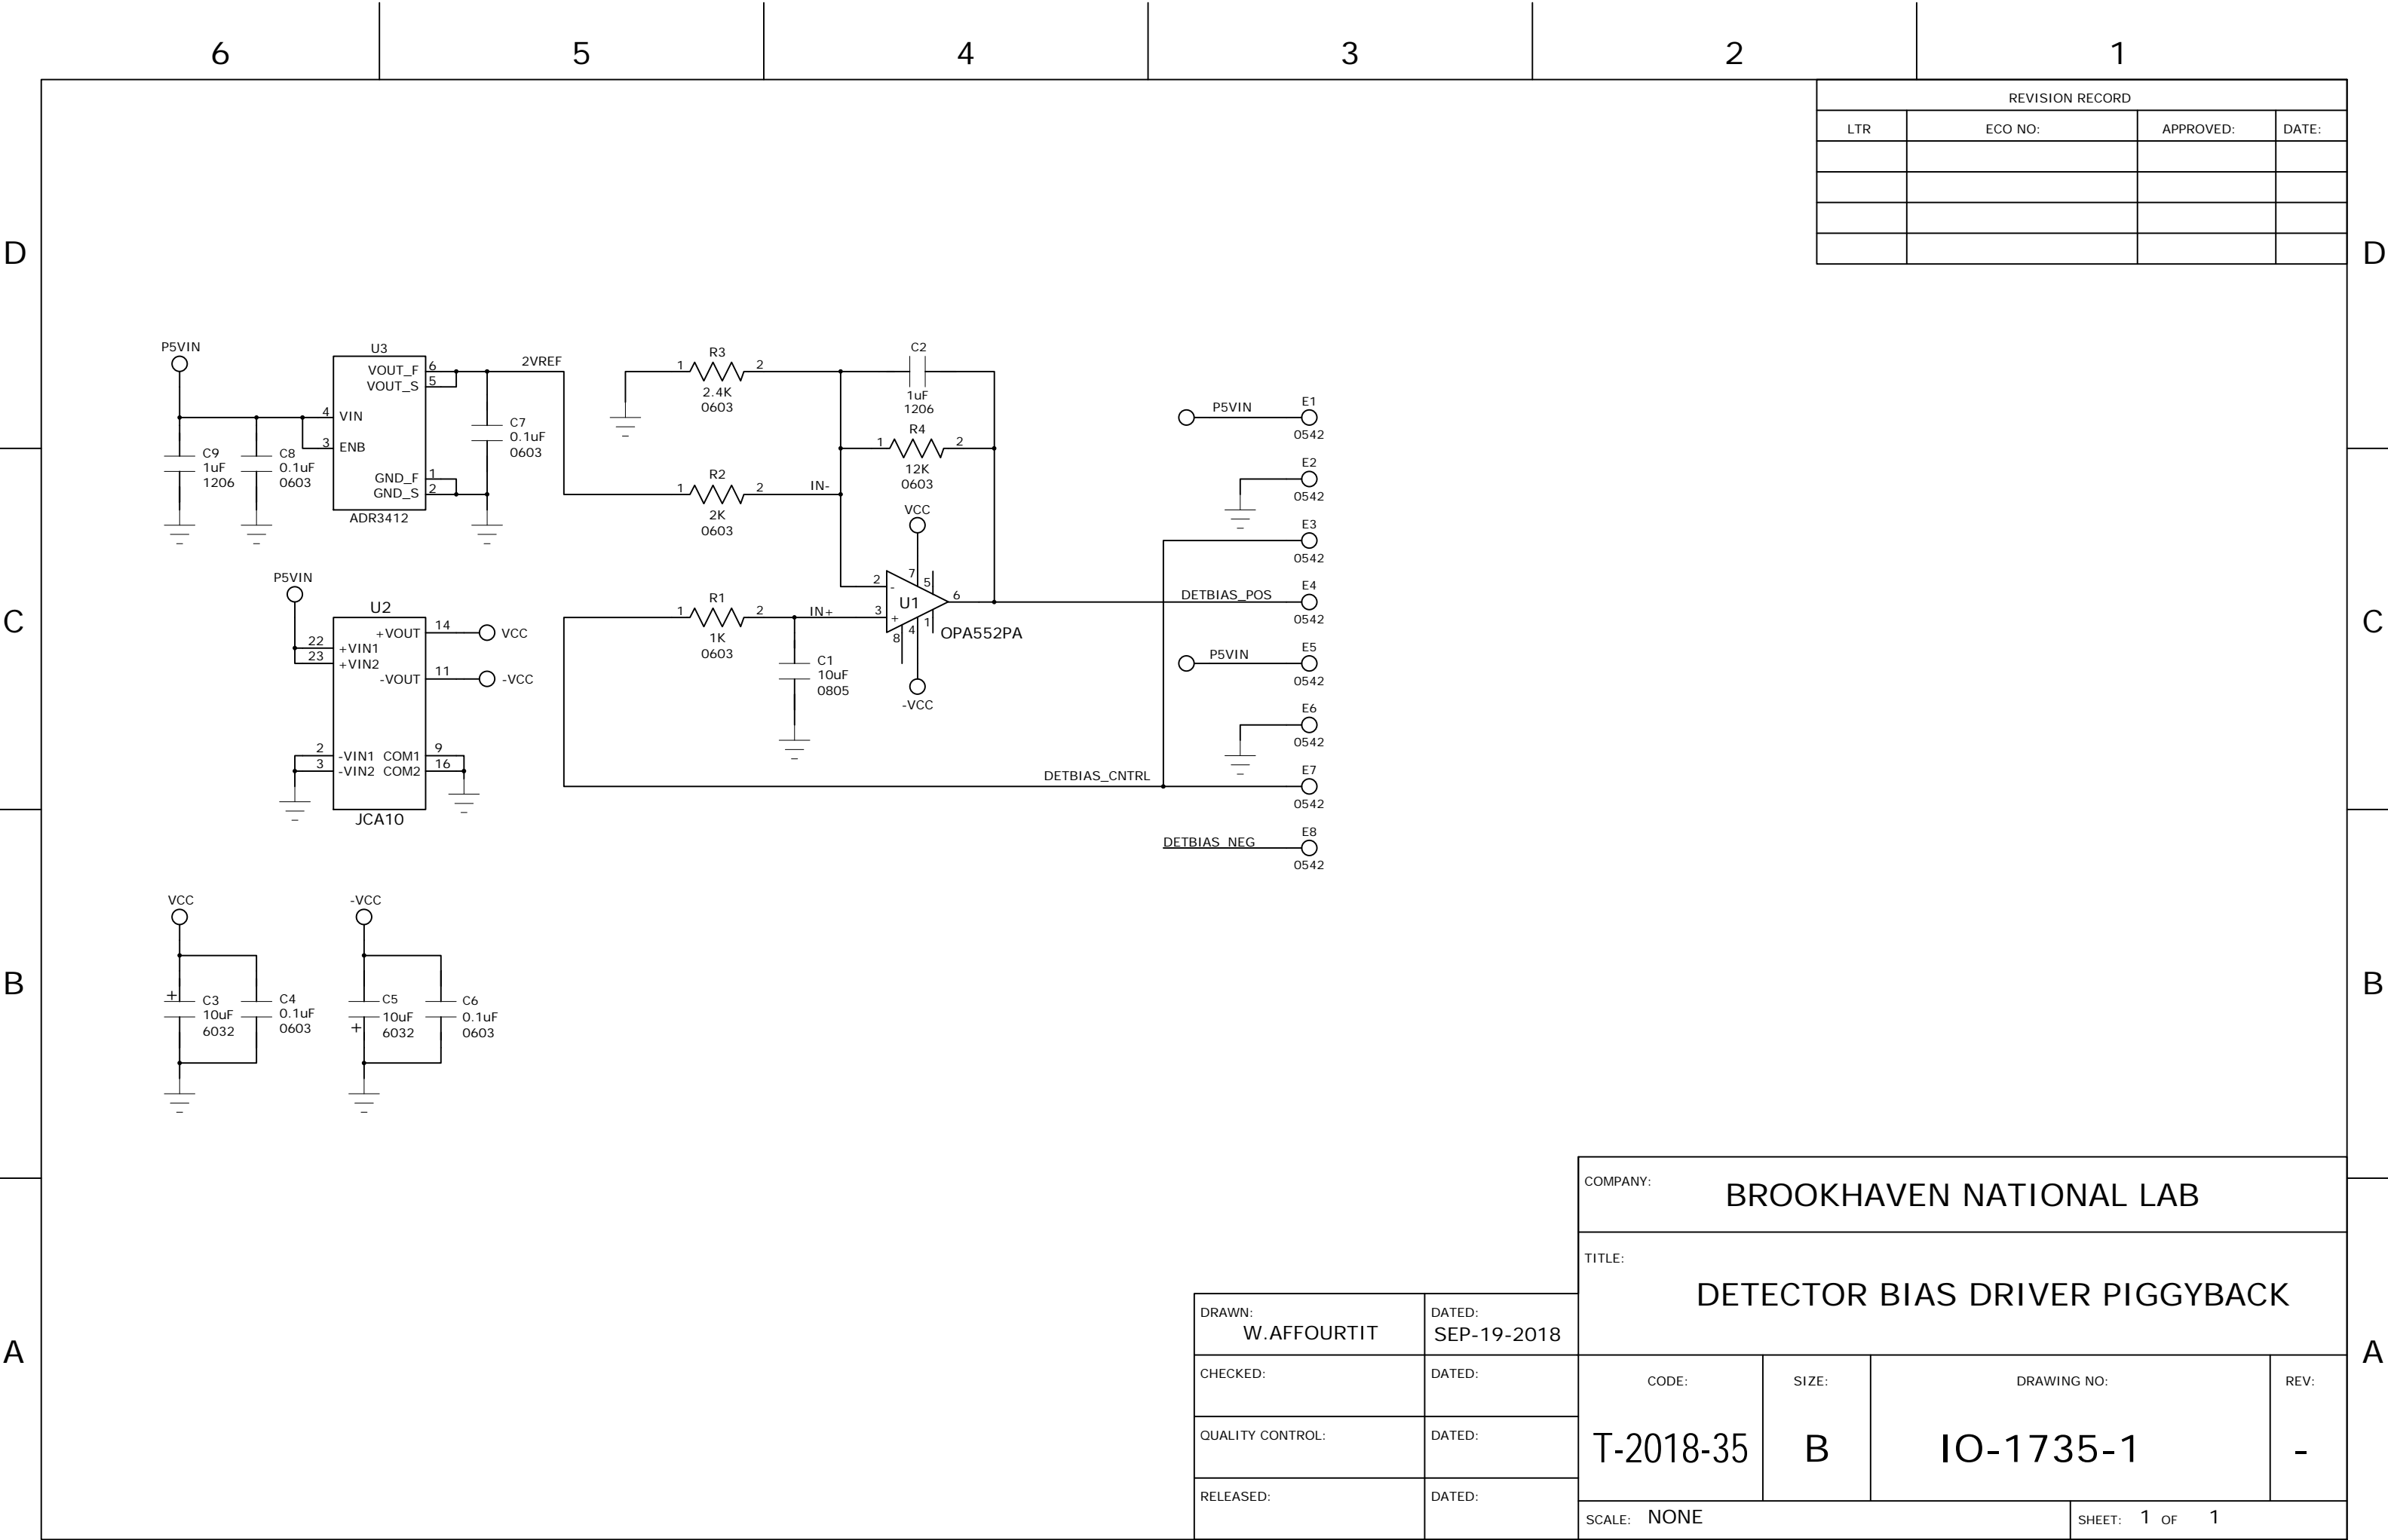 6 5 4 3 2 1
REVISION RECORD
LTR ECO NO: APPROVED: DATE:
D D
P5VIN
U3
VOUT_F 6
VOUT_S 5
2VREF
4 VIN
3 ENB
GND_F 1
GND_S 2
ADR3412
C9
1uF
1206
C8
0.1uF
0603
C7
0.1uF
0603
1 R3 2
2.4K
0603
C2
1uF
1206
1 R4 2
12K
0603
1 R2 2 IN-
2K
0603
VCC
2 - 7 5
U1 6
3 + 8 4 1
OPA552PA
-VCC
1 R1 2 IN+
1K
0603
C1
10uF
0805
P5VIN E1
0542
E2
0542
E3
0542
DETBIAS_POS E4
0542
P5VIN E5
0542
E6
0542
DETBIAS_CNTRL E7
0542
DETBIAS_NEG E8
0542
C C
P5VIN
U2
+VOUT 14 VCC
22 +VIN1
23 +VIN2
-VOUT 11 -VCC
2 -VIN1 COM1 9
3 -VIN2 COM2 16
JCA10
B B
VCC
+ C3
10uF
6032
C4
0.1uF
0603
-VCC
C5
+ 10uF
6032
C6
0.1uF
0603
A A
COMPANY: BROOKHAVEN NATIONAL LAB
TITLE: DETECTOR BIAS DRIVER PIGGYBACK
DRAWN: W.AFFOURTIT DATED: SEP-19-2018
CHECKED: DATED:
QUALITY CONTROL: DATED:
RELEASED: DATED:
CODE: SIZE: DRAWING NO: REV:
T-2018-35 B IO-1735-1 -
SCALE: NONE SHEET: 1 OF 1